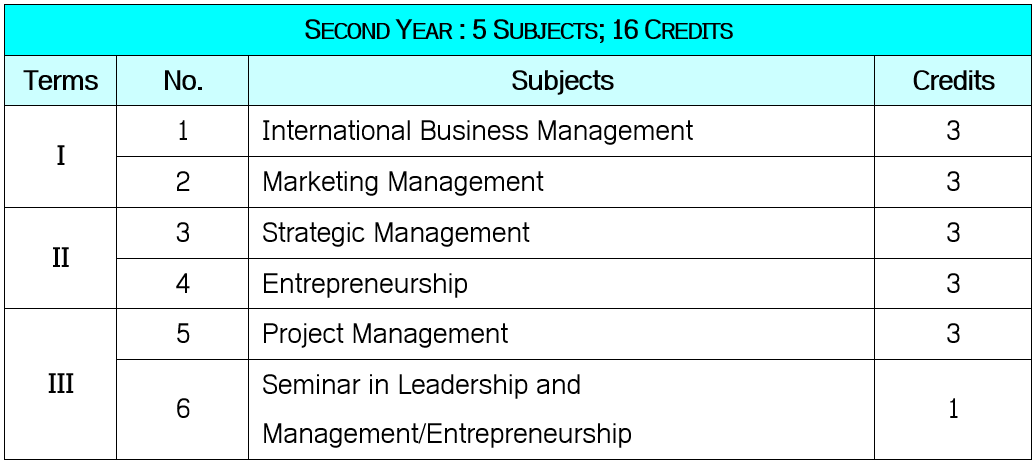 SECOND YEAR : 5 SUBJECTS; 16 CREDITS
Terms No. Subjects Credits
I 1 International Business Management 3
2 Marketing Management 3
II 3 Strategic Management 3
4 Entrepreneurship 3
III 5 Project Management 3
6 Seminar in Leadership and
Management/Entrepreneurship 1